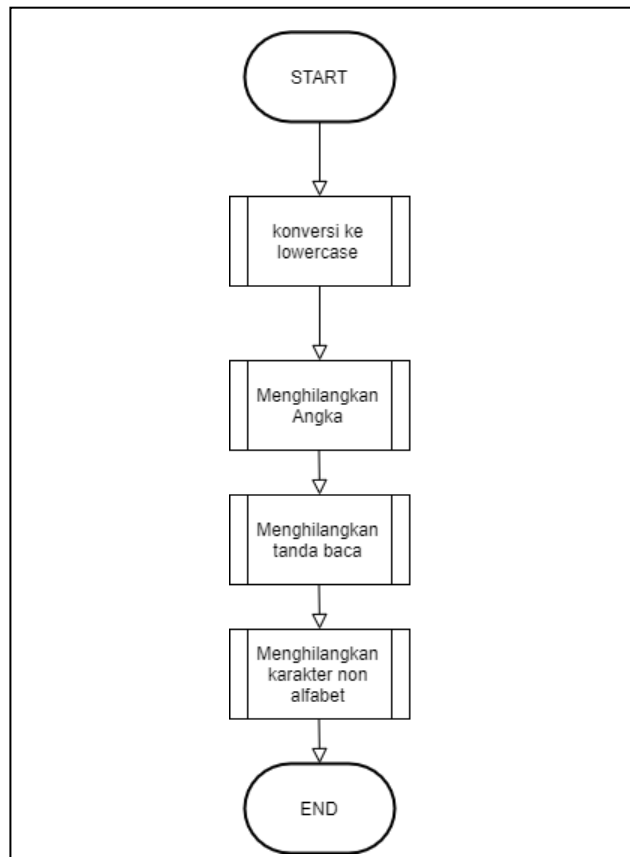 START
konversi ke
lowercase
Menghilangkan
Angka
Menghilangkan
tanda baca
Menghilangkan
karakter non
alfabet
END